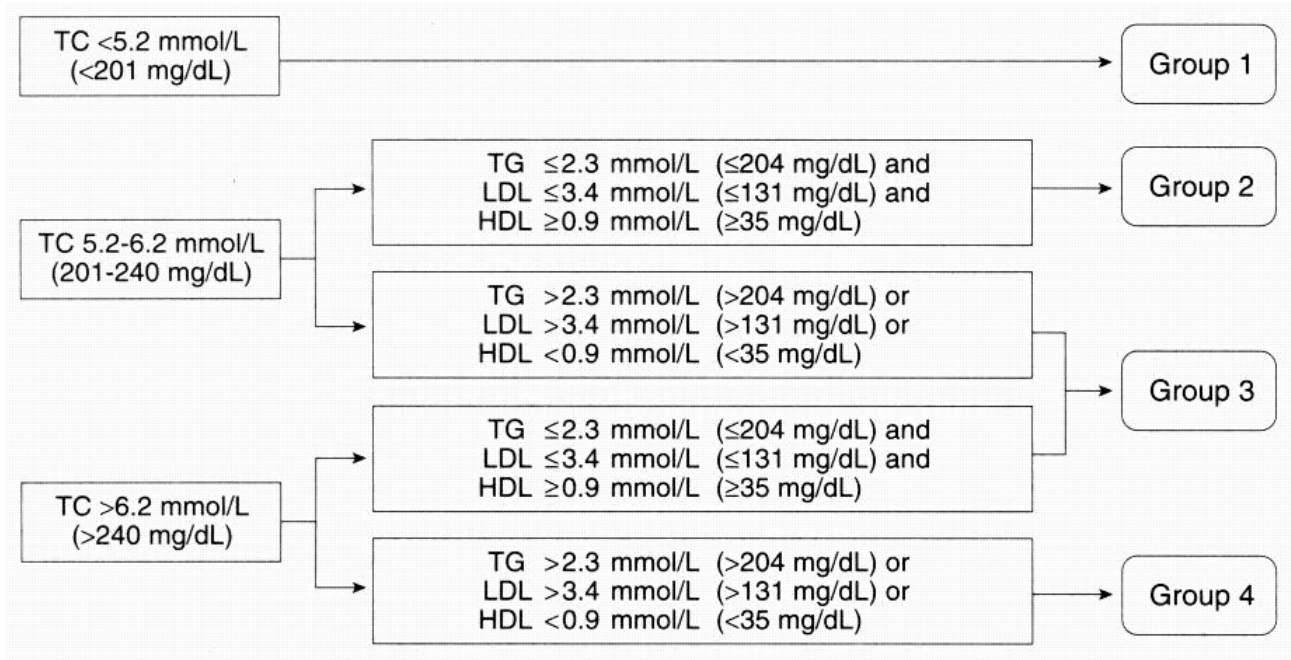 TC <5.2 mmol/L
(<201 mg/dL)
Group 1
TG ≤2.3 mmol/L (≤204 mg/dL) and
LDL ≤3.4 mmol/L (≤131 mg/dL) and
HDL ≥0.9 mmol/L (≥35 mg/dL)
Group 2
TC 5.2-6.2 mmol/L
(201-240 mg/dL)
TG >2.3 mmol/L (>204 mg/dL) or
LDL >3.4 mmol/L (>131 mg/dL) or
HDL <0.9 mmol/L (<35 mg/dL)
Group 3
TG ≤2.3 mmol/L (≤204 mg/dL) and
LDL ≤3.4 mmol/L (≤131 mg/dL) and
HDL ≥0.9 mmol/L (≥35 mg/dL)
TC >6.2 mmol/L
(>240 mg/dL)
TG >2.3 mmol/L (>204 mg/dL) or
LDL >3.4 mmol/L (>131 mg/dL) or
HDL <0.9 mmol/L (<35 mg/dL)
Group 4